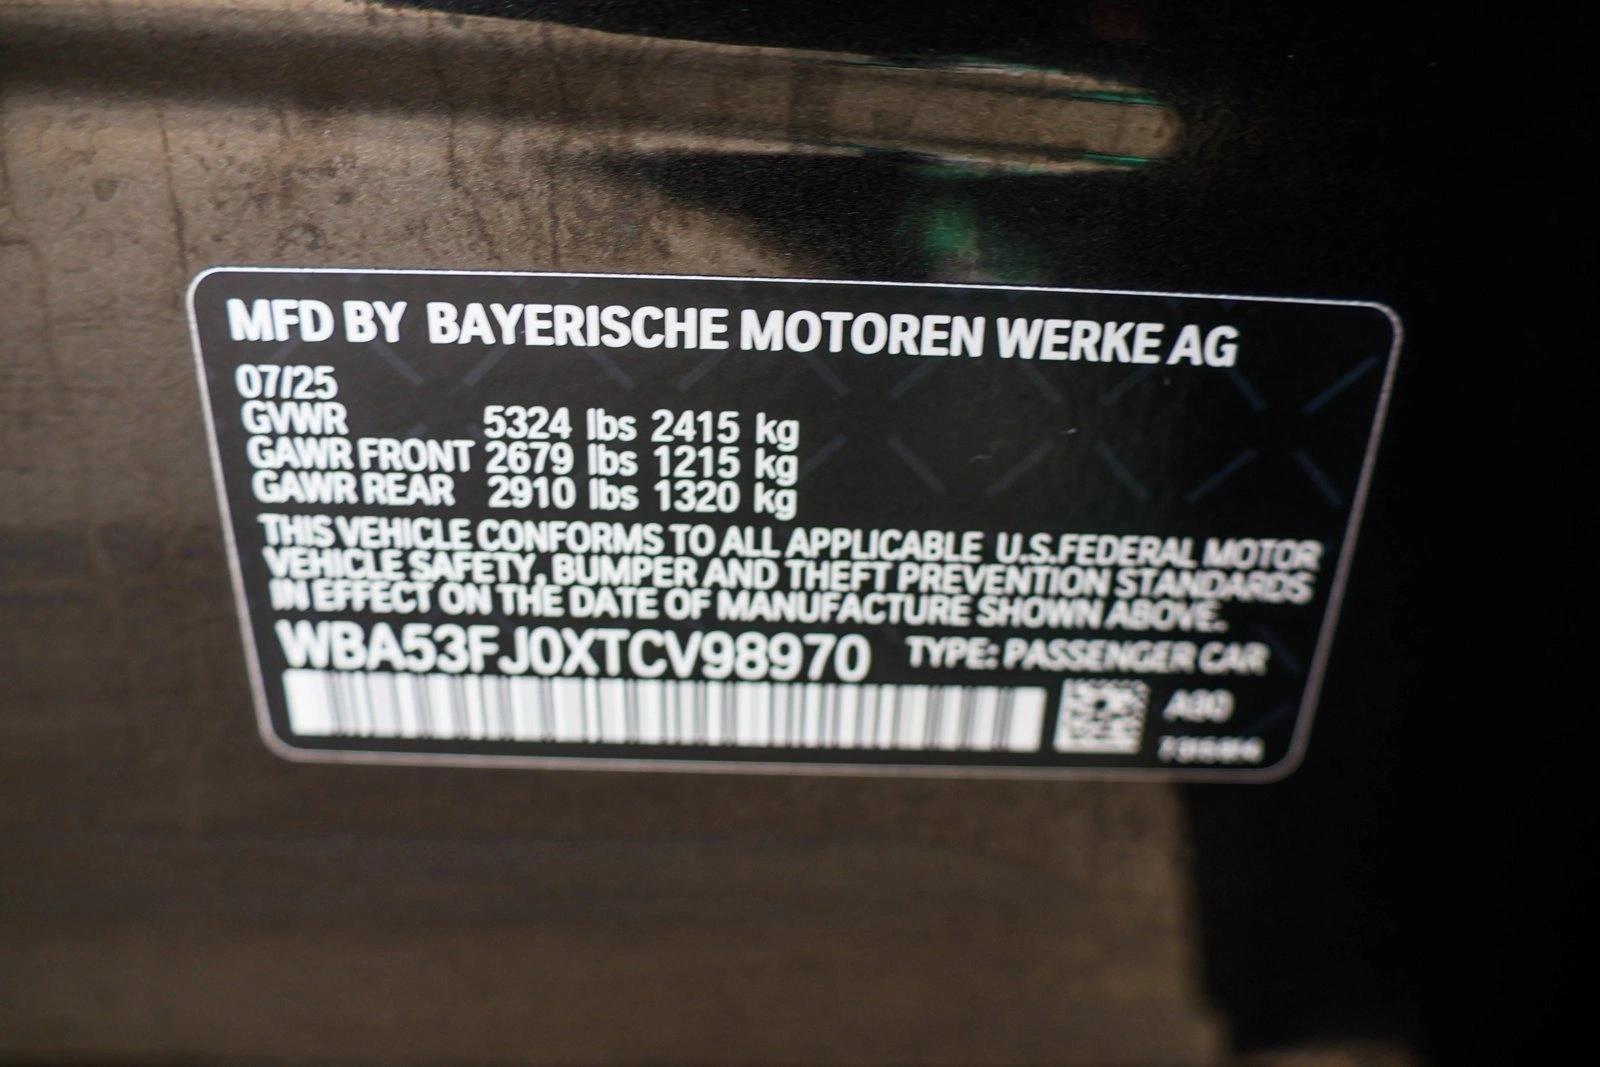 MFD BY BAYERISCHE MOTOREN WERKE AG
07/25
GVWR 5324 lbs 2415 kg
GAWR FRONT 2679 lbs 1215 kg
GAWR REAR 2910 lbs 1320 kg
THIS VEHICLE CONFORMS TO ALL APPLICABLE U.S.FEDERAL MOTOR
VEHICLE SAFETY, BUMPER AND THEFT PREVENTION STANDARDS
IN EFFECT ON THE DATE OF MANUFACTURE SHOWN ABOVE.
WBA53FJ0XTCV98970 TYPE: PASSENGER CAR